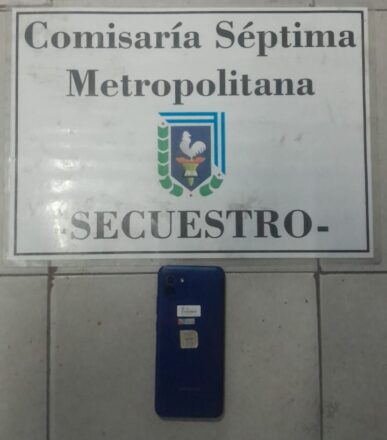 Comisaría Séptima
Metropolitana
-SECUESTRO-